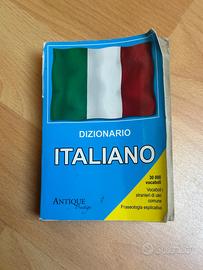 DIZIONARIO
ITALIANO
30 000
vocaboli
Vocaboli
stranieri di uso
comune
Fraseologia esplicativa
ANTIQUE